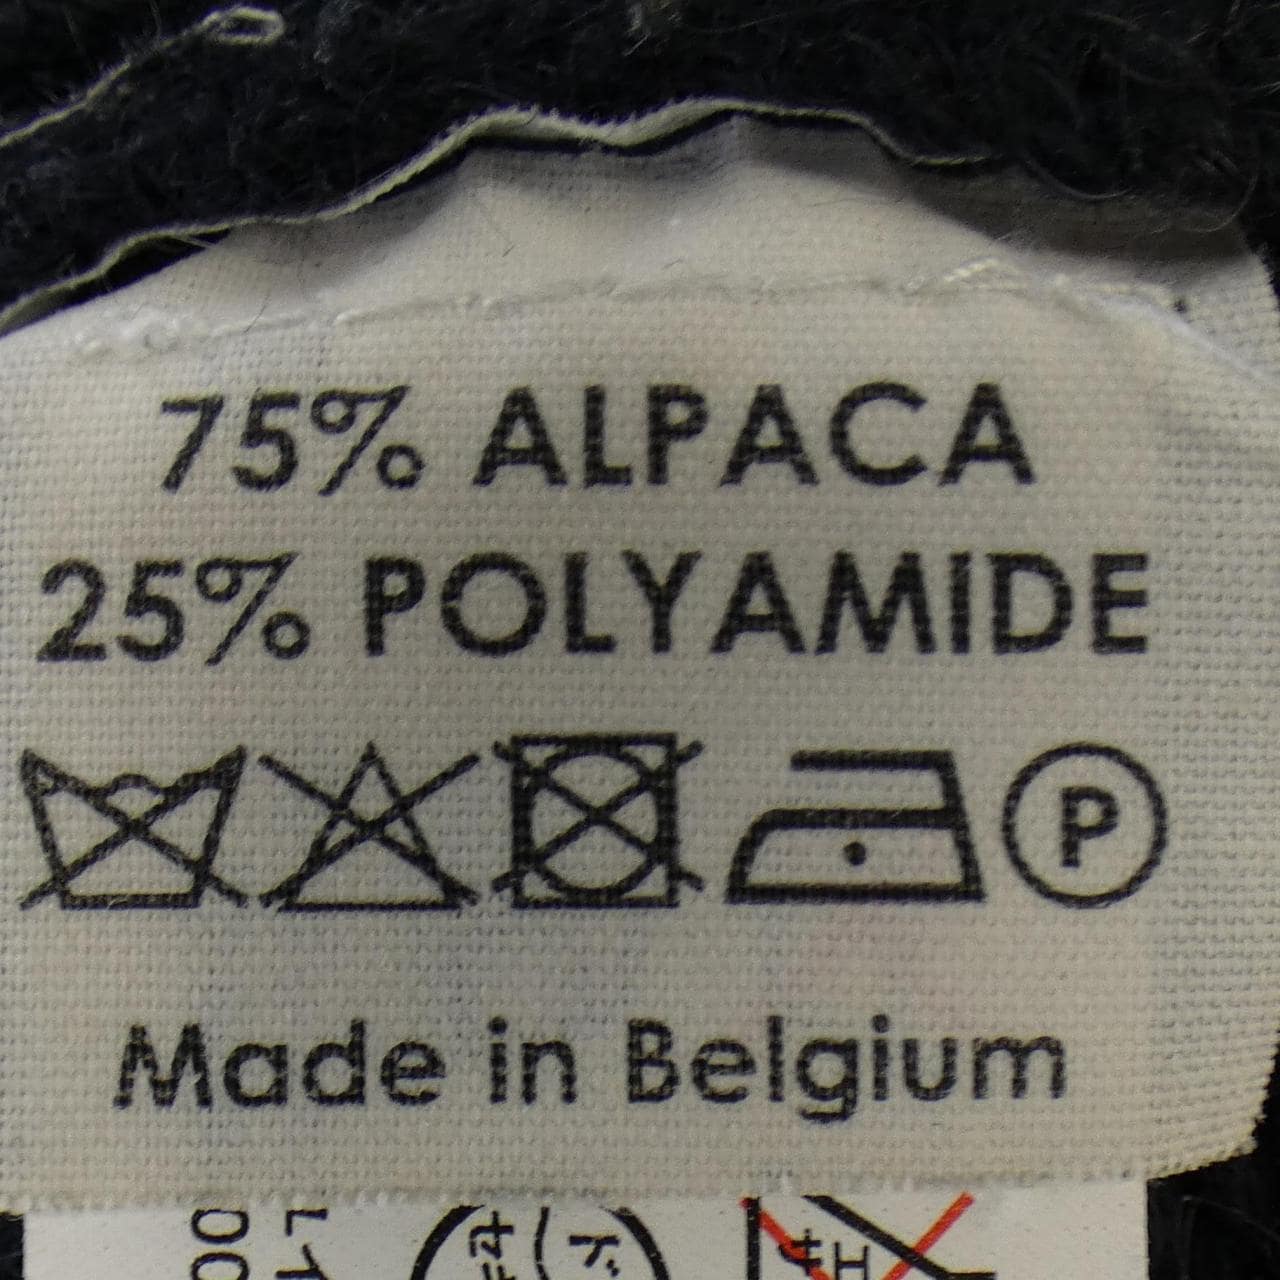 75% ALPACA
25% POLYAMIDE
P
Made in Belgium